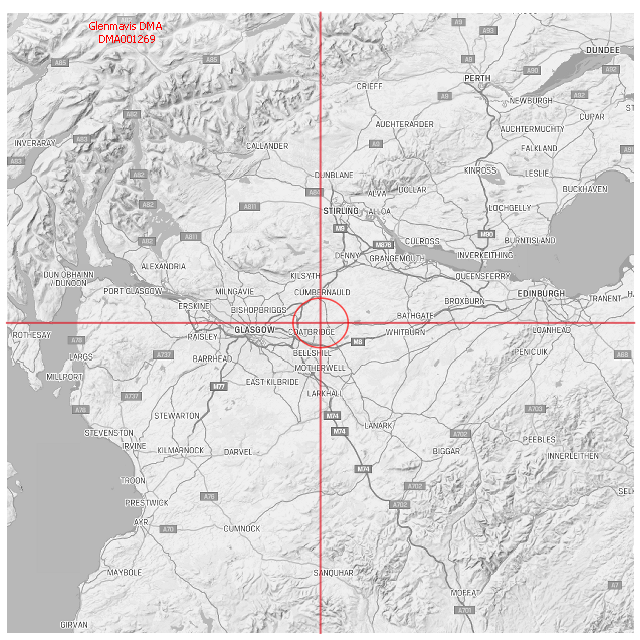 Glenmavis DMA
DMA001269
A9
A93
DUNDEE
A85
A85
A9
PERTH
A90
A92
CRIEFF
A9
NEWBURGH
A82
CUPAR
AUCHTERARDER
AUCHTERMUCHTY
INVERARAY
CALLANDER
A9
FALKLAND
A83
A82
DUNBLANE
KINROSS
LESLIE
A84
ALVA
DOLLAR
BUCKHAVEN
A82
A811
STIRLING
ALLOA
LOCHGELLY
M9
M90
A82
A811
M876
CULROSS
BURNTISLAND
DENNY
GRANGEMOUTH
INVERKEITHING
ALEXANDRIA
DUN OBHAINN
/ DUNOON
KILSYTH
QUEENSFERRY
PORT GLASGOW
MILNGAVIE
CUMBERNAULD
EDINBURGH
ERSKINE
BISHOPBRIGGS
BROXBURN
TRANENT
BATHGATE
ROTHESAY
PAISLEY
GLASGOW
COATBRIDGE
WHITBURN
LOANHEAD
A78
M8
LARGS
A737
BARRHEAD
BELLSHILL
PENICUIK
A68
MOTHERWELL
MILLPORT
M77
EAST KILBRIDE
A737
LARKHALL
A78
STEWARTON
M74
A703
LANARK
STEVENSTON
M74
A702
PEEBLES
IRVINE
KILMARNOCK
DARVEL
BIGGAR
INNERLEITHEN
M74
TROON
A702
A76
PRESTWICK
A702
AYR
A70
CUMNOCK
MAYBOLE
SANQUHAR
A7
MOFFAT
A701
GIRVAN